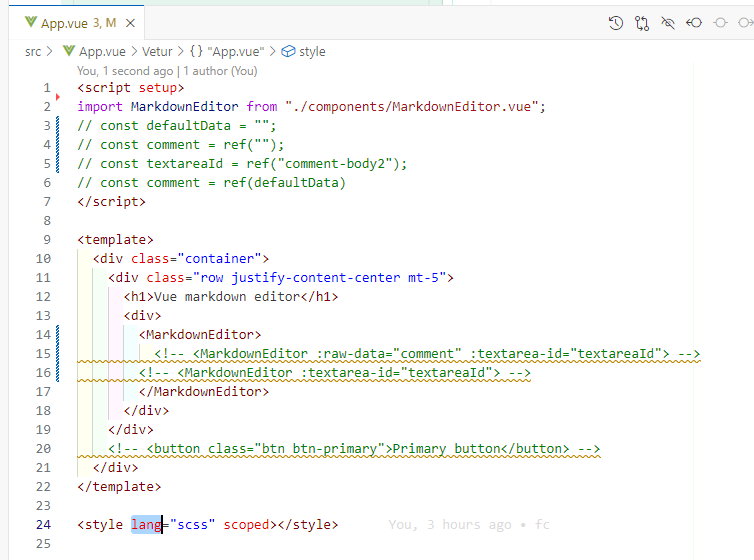 App.vue 3, M
src > App.vue > Vetur > {} "App.vue" > style
You, 1 second ago | 1 author (You)
1 <script setup>
2 import MarkdownEditor from "./components/MarkdownEditor.vue";
3 // const defaultData = "";
4 // const comment = ref("");
5 // const textareaId = ref("comment-body2");
6 // const comment = ref(defaultData)
7 </script>
8
9 <template>
10 <div class="container">
11 <div class="row justify-content-center mt-5">
12 <h1>Vue markdown editor</h1>
13 <div>
14 <MarkdownEditor>
15 <!-- <MarkdownEditor :raw-data="comment" :textarea-id="textareaId"> -->
16 <!-- <MarkdownEditor :textarea-id="textareaId"> -->
17 </MarkdownEditor>
18 </div>
19 </div>
20 <!-- <button class="btn btn-primary">Primary button</button> -->
21 </div>
22 </template>
23
24 <style lang="scss" scoped></style> You, 3 hours ago • fc
25